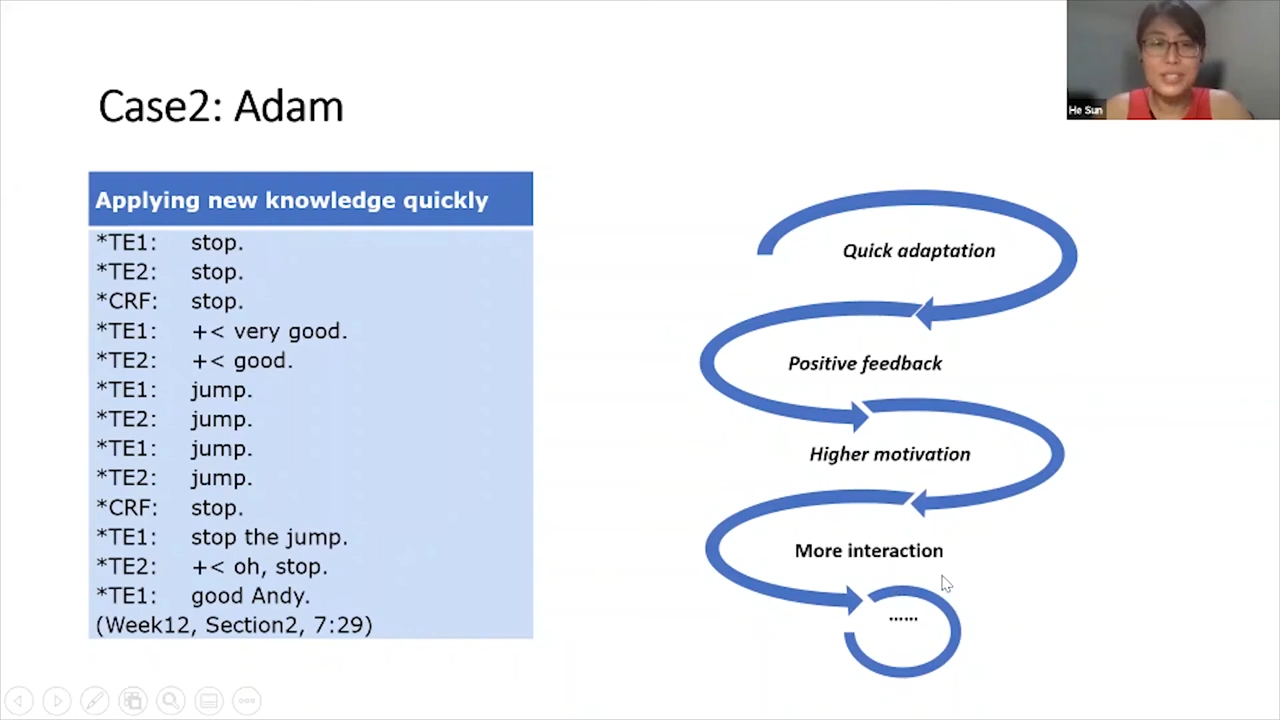 He Sun
Case2: Adam
Applying new knowledge quickly
*TE1: stop.
*TE2: stop.
*CRF: stop.
*TE1: +< very good.
*TE2: +< good.
*TE1: jump.
*TE2: jump.
*TE1: jump.
*TE2: jump.
*CRF: stop.
*TE1: stop the jump.
*TE2: +< oh, stop.
*TE1: good Andy.
(Week12, Section2, 7:29)
Quick adaptation
Positive feedback
Higher motivation
More interaction
......